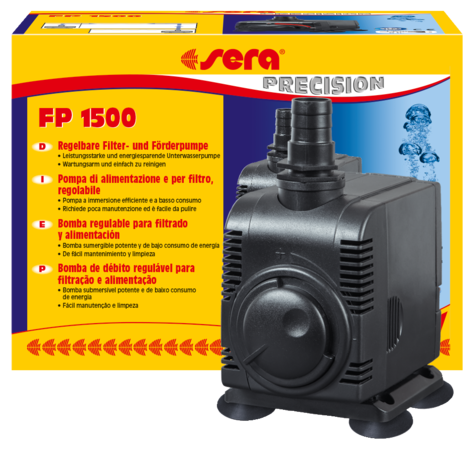 FP 1500
sera®
PRECISION
FP 1500
D Regelbare Filter- und Förderpumpe
• Leistungsstarke und energiesparende Unterwasserpumpe
• Wartungsarm und einfach zu reinigen
I Pompa di alimentazione e per filtro,
regolabile
• Pompa a immersione efficiente e a basso consumo
• Richiede poca manutenzione ed è facile da pulire
E Bomba regulable para filtrado
y alimentación
• Bomba sumergible potente y de bajo consumo de energía
• De fácil mantenimiento y limpieza
P Bomba de débito regulável para
filtração e alimentação
• Bomba submersível potente e de baixo consumo
de energia
• Fácil manutenção e limpeza